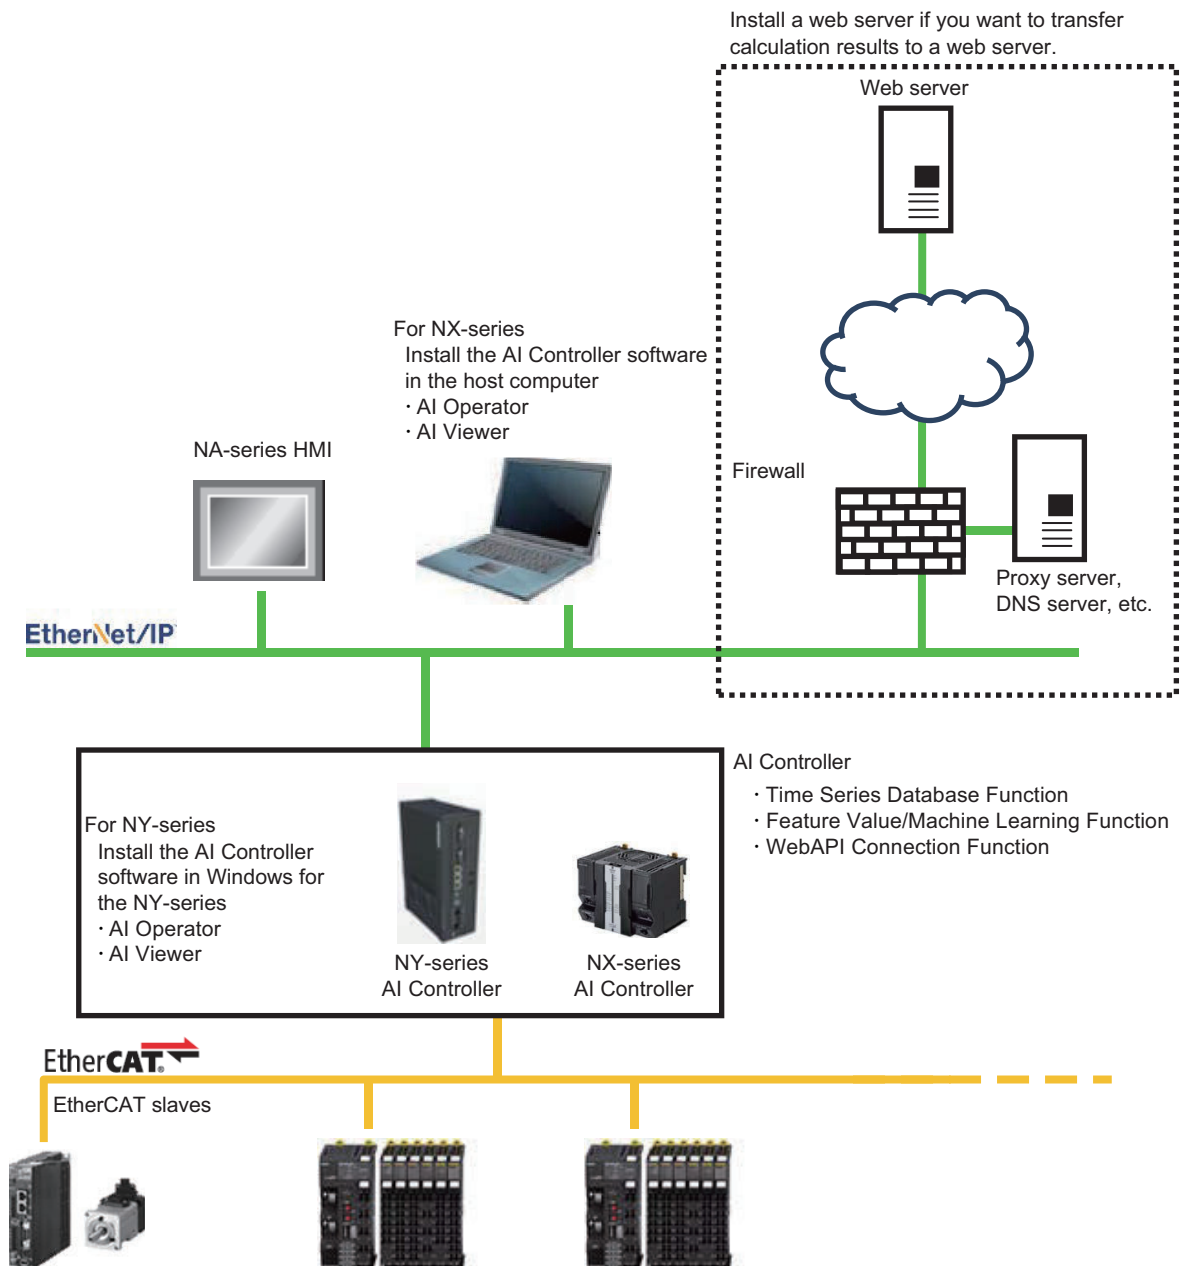 Install a web server if you want to transfer
calculation results to a web server.
Web server
For NX-series
Install the AI Controller software
in the host computer
· AI Operator
· AI Viewer
NA-series HMI
Firewall
Proxy server,
DNS server, etc.
EtherNet/IP
AI Controller
· Time Series Database Function
· Feature Value/Machine Learning Function
· WebAPI Connection Function
For NY-series
Install the AI Controller
software in Windows for
the NY-series
· AI Operator
· AI Viewer
NY-series
AI Controller
NX-series
AI Controller
EtherCAT®
EtherCAT slaves